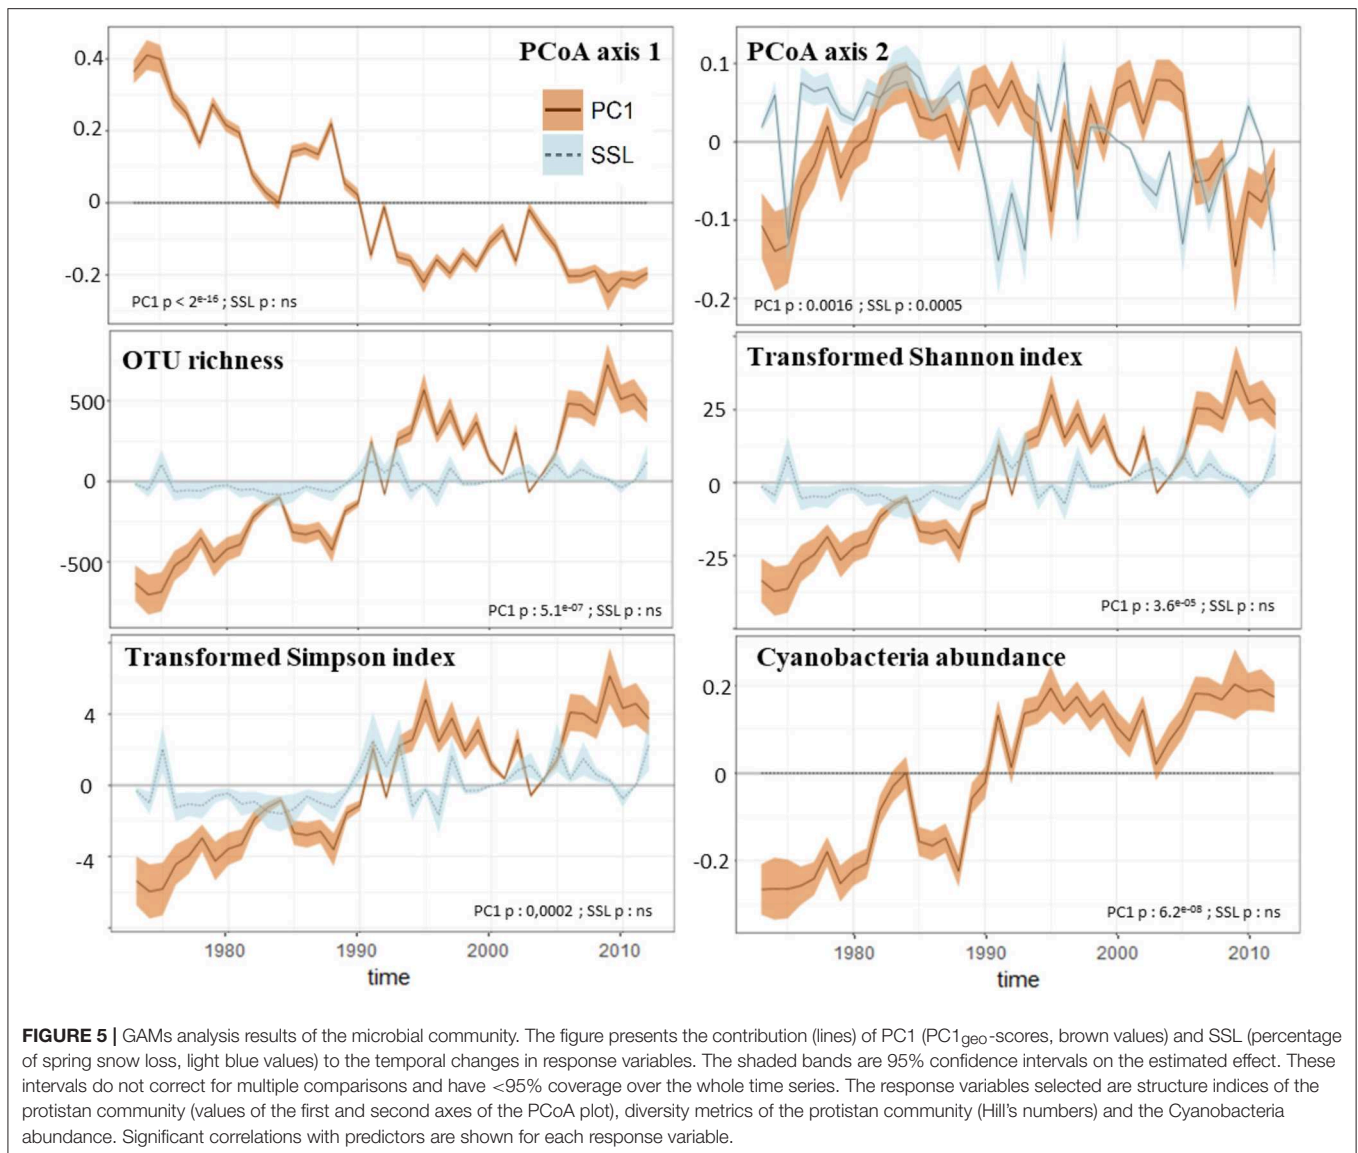 PCoA axis 1
0.4
0.2
0
-0.2
PC1
SSL
PC1 p < 2e-16 ; SSL p : ns
PCoA axis 2
0.1
0
-0.1
-0.2
PC1 p : 0.0016 ; SSL p : 0.0005
OTU richness
500
0
-500
PC1 p : 5.1e-07 ; SSL p : ns
Transformed Shannon index
25
0
-25
PC1 p : 3.6e-05 ; SSL p : ns
Transformed Simpson index
4
0
-4
PC1 p : 0,0002 ; SSL p : ns
1980 1990 2000 2010
time
Cyanobacteria abundance
0.2
0
-0.2
PC1 p : 6.2e-08 ; SSL p : ns
1980 1990 2000 2010
time
FIGURE 5 | GAMs analysis results of the microbial community. The figure presents the contribution (lines) of PC1 (PC1geo-scores, brown values) and SSL (percentage
of spring snow loss, light blue values) to the temporal changes in response variables. The shaded bands are 95% confidence intervals on the estimated effect. These
intervals do not correct for multiple comparisons and have <95% coverage over the whole time series. The response variables selected are structure indices of the
protistan community (values of the first and second axes of the PCoA plot), diversity metrics of the protistan community (Hill's numbers) and the Cyanobacteria
abundance. Significant correlations with predictors are shown for each response variable.